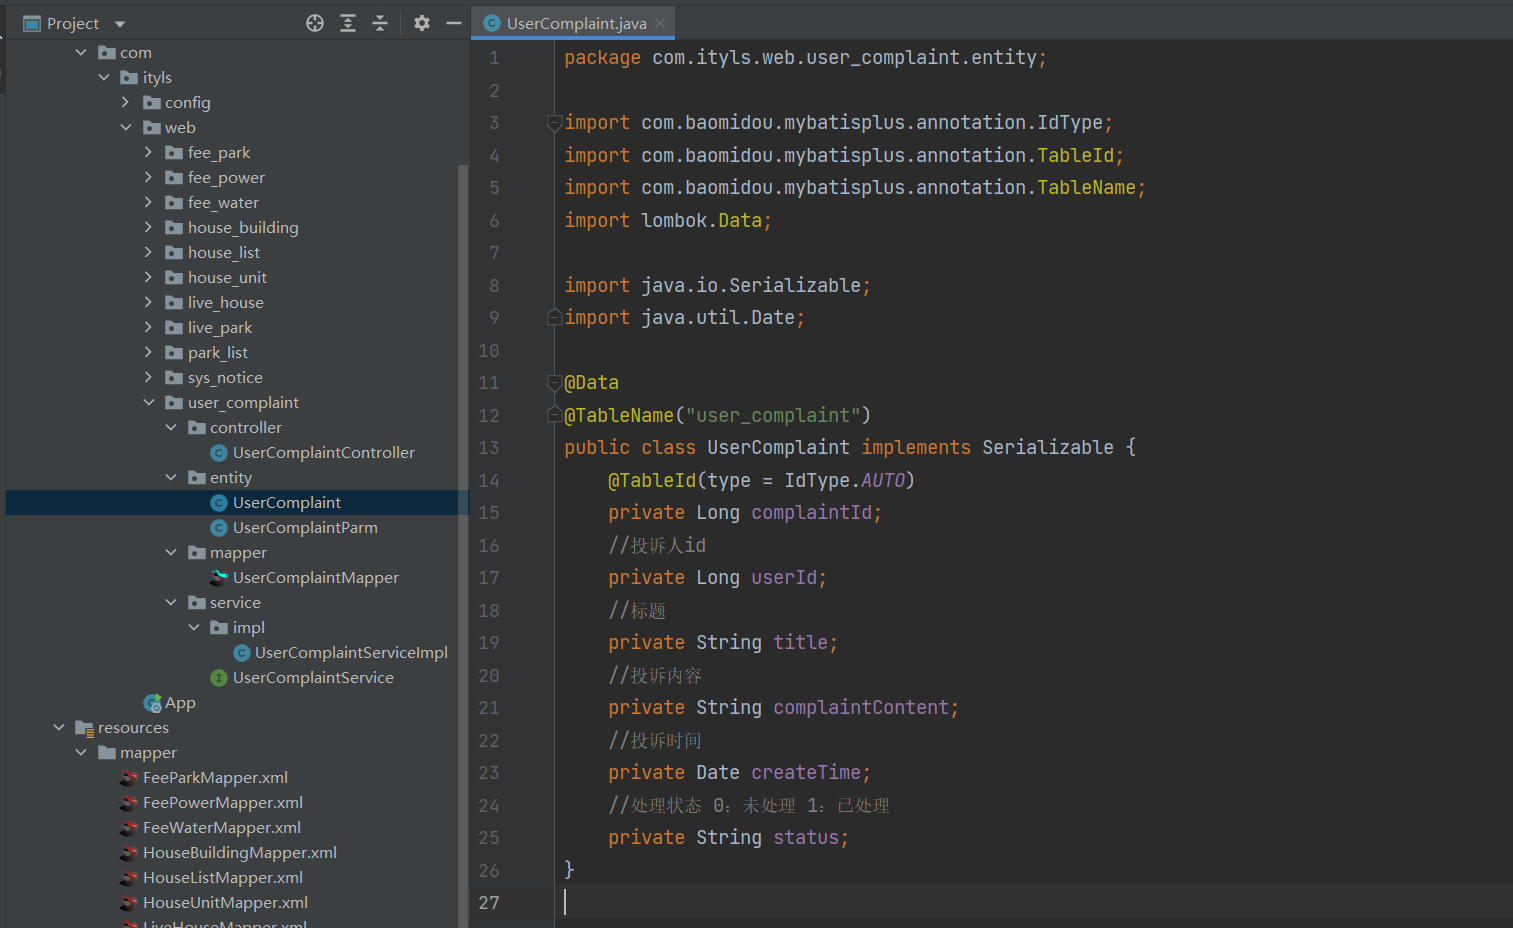 Project
com
ityls
config
web
fee_park
fee_power
fee_water
house_building
house_list
house_unit
live_house
live_park
park_list
sys_notice
user_complaint
controller
UserComplaintController
entity
UserComplaint
UserComplaintParm
mapper
UserComplaintMapper
service
impl
UserComplaintServiceImpl
UserComplaintService
App
resources
mapper
FeeParkMapper.xml
FeePowerMapper.xml
FeeWaterMapper.xml
HouseBuildingMapper.xml
HouseListMapper.xml
HouseUnitMapper.xml
LiveHouseMapper.xml
UserComplaint.java
1 package com.ityls.web.user_complaint.entity;
2
3 import com.baomidou.mybatisplus.annotation.IdType;
4 import com.baomidou.mybatisplus.annotation.TableId;
5 import com.baomidou.mybatisplus.annotation.TableName;
6 import lombok.Data;
7
8 import java.io.Serializable;
9 import java.util.Date;
10
11 @Data
12 @TableName("user_complaint")
13 public class UserComplaint implements Serializable {
14 @TableId(type = IdType.AUTO)
15 private Long complaintId;
16 //投诉人id
17 private Long userId;
18 //标题
19 private String title;
20 //投诉内容
21 private String complaintContent;
22 //投诉时间
23 private Date createTime;
24 //处理状态 0：未处理 1：已处理
25 private String status;
26 }
27